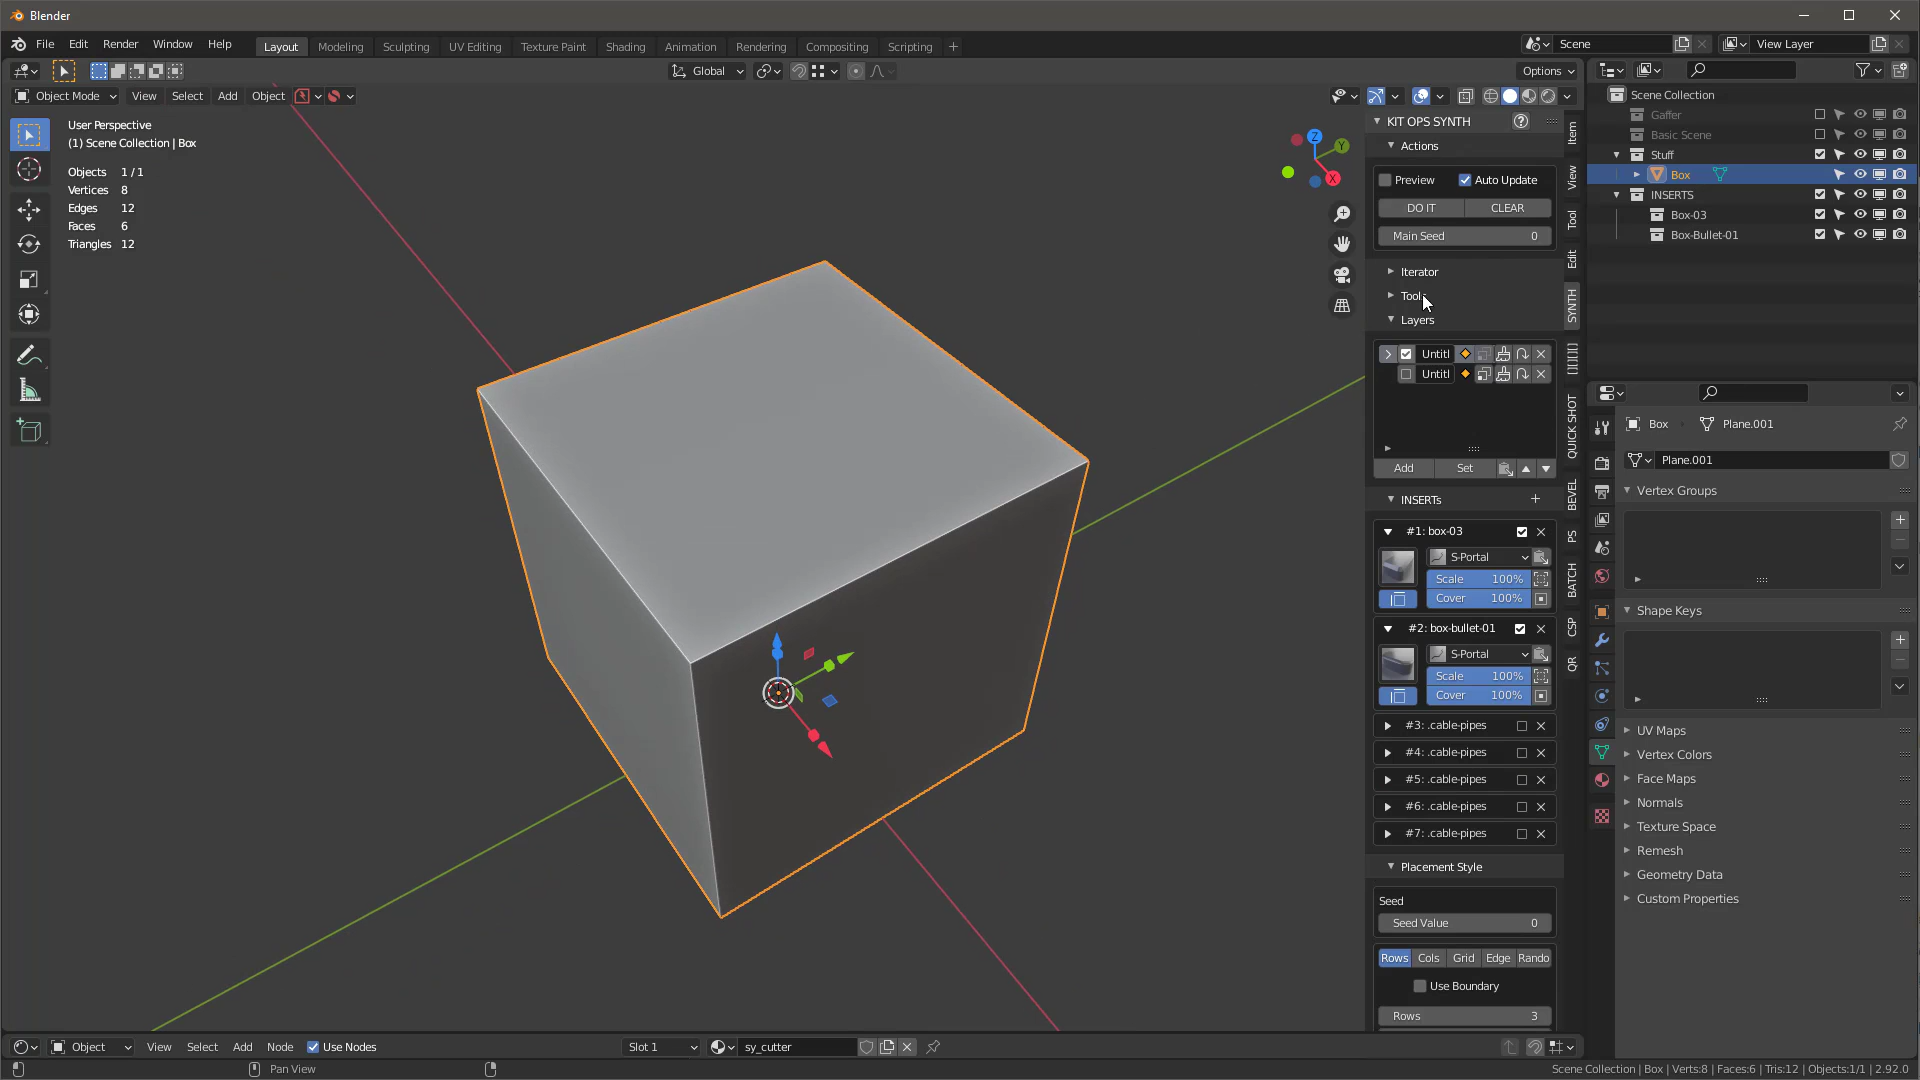 Blender
File Edit Render Window Help
Layout Modeling Sculpting UV Editing Texture Paint Shading Animation Rendering Compositing Scripting +
Scene
View Layer
Global
Options
Object Mode View Select Add Object
User Perspective
(1) Scene Collection | Box
Objects 1 / 1
Vertices 8
Edges 12
Faces 6
Triangles 12
Z
Y
X
KIT OPS SYNTH
Actions
Preview Auto Update
DO IT CLEAR
Main Seed 0
Iterator
Tools
Layers
Untitl
Untitl
Add Set
INSERTs
#1: box-03
S-Portal
Scale 100%
Cover 100%
#2: box-bullet-01
S-Portal
Scale 100%
Cover 100%
#3: .cable-pipes
#4: .cable-pipes
#5: .cable-pipes
#6: .cable-pipes
#7: .cable-pipes
Placement Style
Seed
Seed Value 0
Rows Cols Grid Edge Rando
Use Boundary
Rows 3
Item
View
Tool
Edit
SYNTH
[][][]
QUICK SHOT
BEVEL
PS
BATCH
CSP
QR
Scene Collection
Gaffer
Basic Scene
Stuff
Box
INSERTS
Box-03
Box-Bullet-01
Box Plane.001
Plane.001
Vertex Groups
Shape Keys
UV Maps
Vertex Colors
Face Maps
Normals
Texture Space
Remesh
Geometry Data
Custom Properties
Object View Select Add Node Use Nodes Slot 1 sy_cutter
Pan View
Scene Collection | Box | Verts:8 | Faces:6 | Tris:12 | Objects:1/1 | 2.92.0